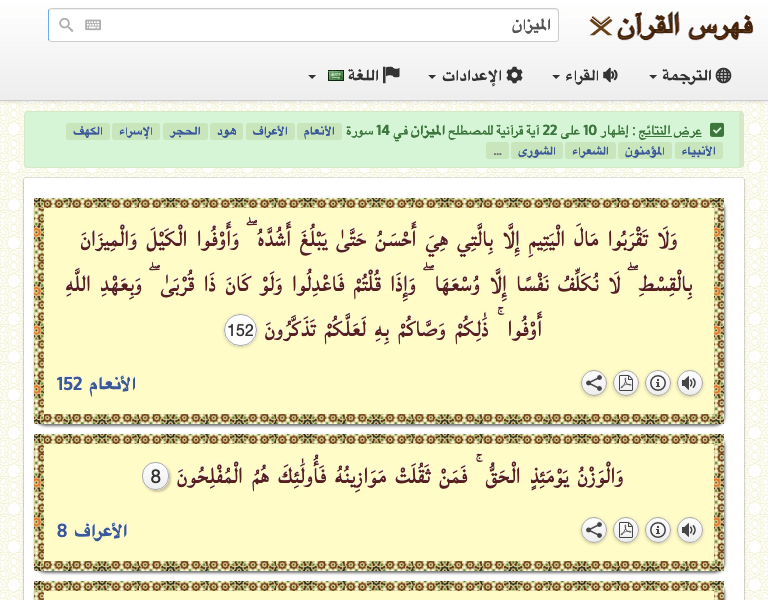 فهرس القرآن
الميزان
الترجمة
القراء
الإعدادات
اللغة
عرض النتائج : إظهار 10 على 22 آية قرآنية للمصطلح الميزان في 14 سورة الأنعام الأعراف هود الحجر الإسراء الكهف
الأنبياء المؤمنون الشعراء الشورى ...
وَلَا تَقْرَبُوا مَالَ الْيَتِيمِ إِلَّا بِالَّتِي هِيَ أَحْسَنُ حَتَّىٰ يَبْلُغَ أَشُدَّهُ ۖ وَأَوْفُوا الْكَيْلَ وَالْمِيزَانَ
بِالْقِسْطِ ۖ لَا نُكَلِّفُ نَفْسًا إِلَّا وُسْعَهَا ۖ وَإِذَا قُلْتُمْ فَاعْدِلُوا وَلَوْ كَانَ ذَا قُرْبَىٰ ۖ وَبِعَهْدِ اللَّهِ
أَوْفُوا ۚ ذَٰلِكُمْ وَصَّاكُمْ بِهِ لَعَلَّكُمْ تَذَكَّرُونَ 152
الأنعام 152
وَالْوَزْنُ يَوْمَئِذٍ الْحَقُّ ۚ فَمَنْ ثَقُلَتْ مَوَازِينُهُ فَأُولَٰئِكَ هُمُ الْمُفْلِحُونَ 8
الأعراف 8